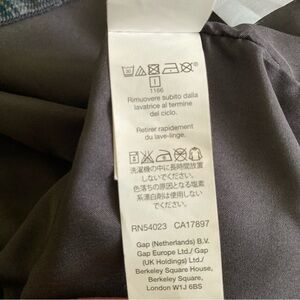 30
I
1166
Rimuovere subito dalla
lavatrice al termine
del ciclo.
Retirer rapidement
du lave-linge.
洗濯機の中に長時間放置
しないでください。
色落ちの原因となる塩素
系漂白剤は使用しない
でください。
RN54023 CA17897
Gap (Netherlands) B.V.
Gap Europe Ltd./ Gap
(UK Holdings) Ltd./
Berkeley Square House,
Berkeley Square,
London W1J 6BS